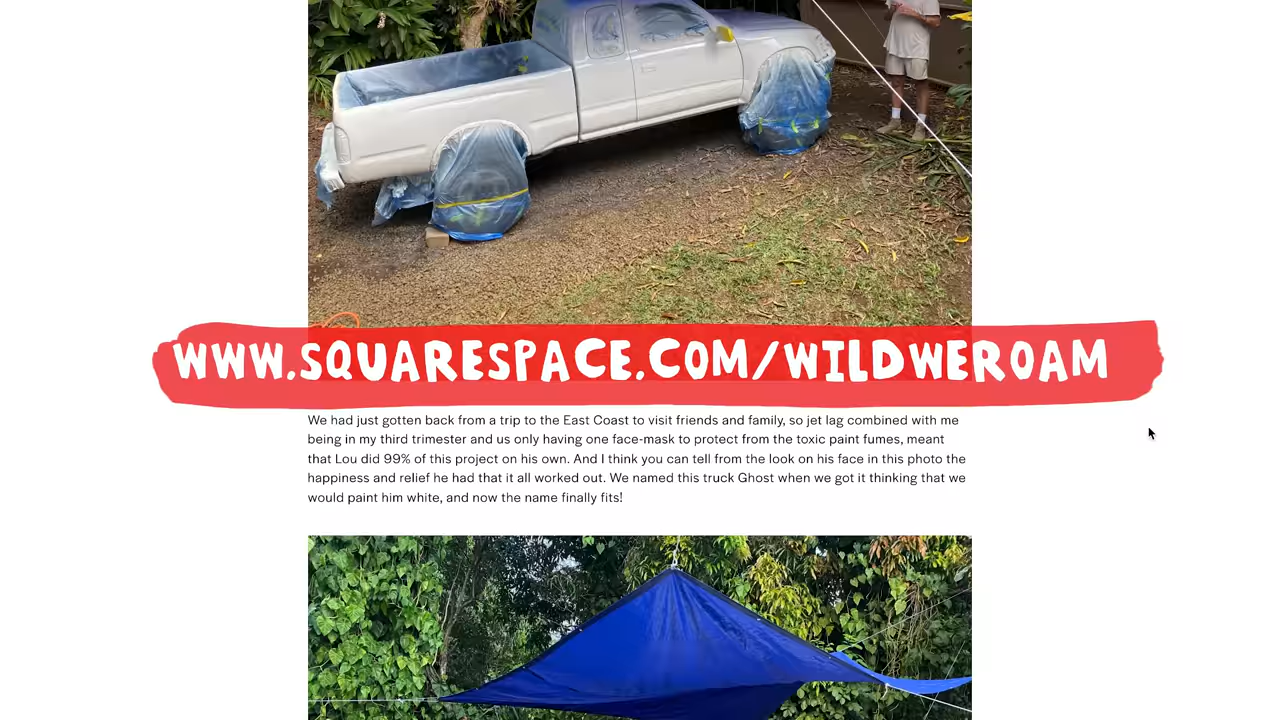 WWW.SQUARESPACE.COM/WILDWEROAM
We had just gotten back from a trip to the East Coast to visit friends and family, so jet lag combined with me
being in my third trimester and us only having one face-mask to protect from the toxic paint fumes, meant
that Lou did 99% of this project on his own. And I think you can tell from the look on his face in this photo the
happiness and relief he had that it all worked out. We named this truck Ghost when we got it thinking that we
would paint him white, and now the name finally fits!